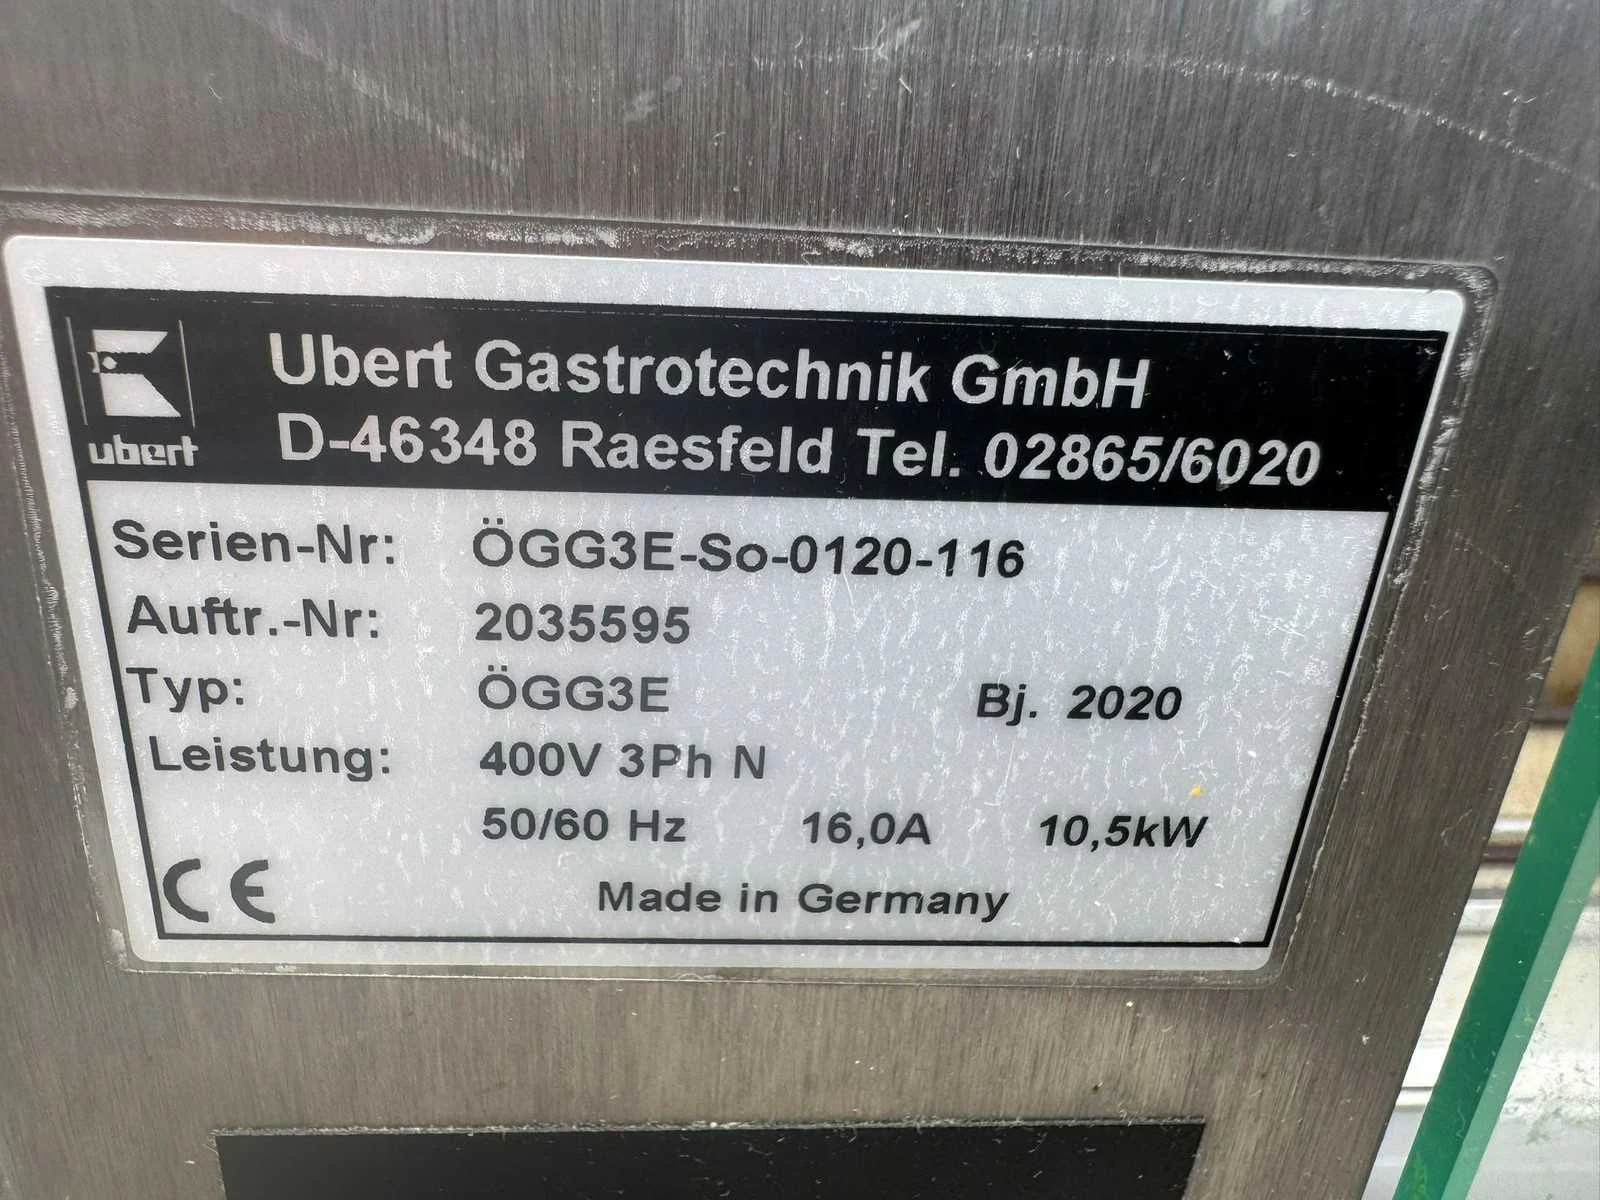 Ubert Gastrotechnik GmbH
D-46348 Raesfeld Tel. 02865/6020
ubert
Serien-Nr: ÖGG3E-So-0120-116
Auftr.-Nr: 2035595
Typ: ÖGG3E Bj. 2020
Leistung: 400V 3Ph N
50/60 Hz 16,0A 10,5kW
CE Made in Germany